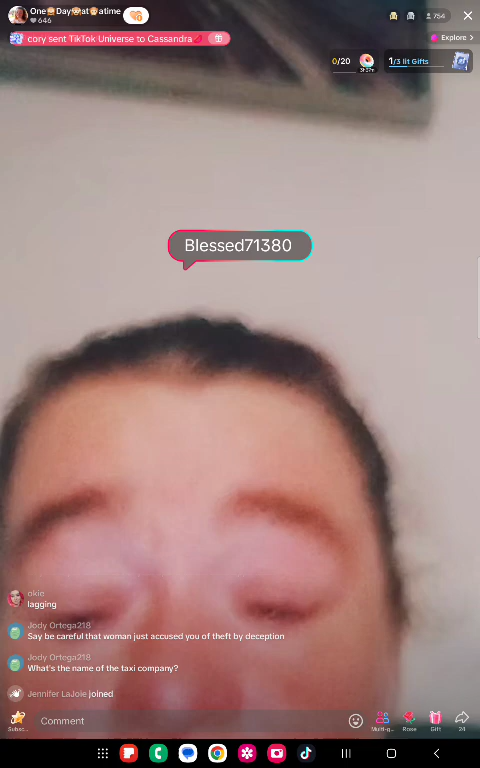 One🙈Day🙈at🙈atime
646
754
cory sent TikTok Universe to Cassandra💋
Explore >
0/20
1/3 lit Gifts
Blessed71380
okie
lagging
Jody Ortega218
Say be careful that woman just accused you of theft by deception
Jody Ortega218
What's the name of the taxi company?
Jennifer LaJoie joined
Comment
Subsc...
Multi-g...
Rose
Gift
24